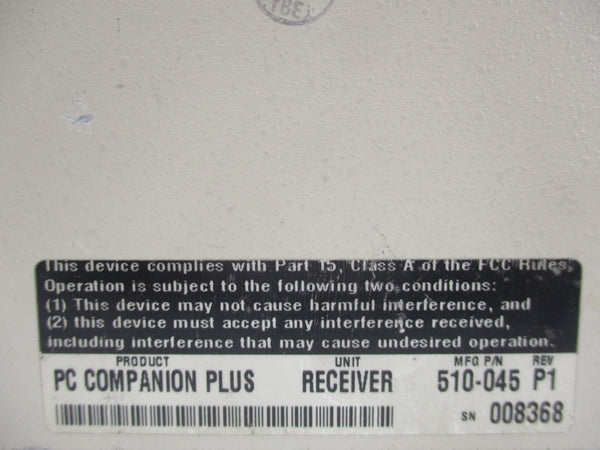 YBE
This device complies with Part 15, Class A of the FCC Rules.
Operation is subject to the following two conditions:
(1) This device may not cause harmful interference, and
(2) this device must accept any interference received,
including interference that may cause undesired operation.
PRODUCT UNIT MFG P/N REV
PC COMPANION PLUS RECEIVER 510-045 P1
SN 008368